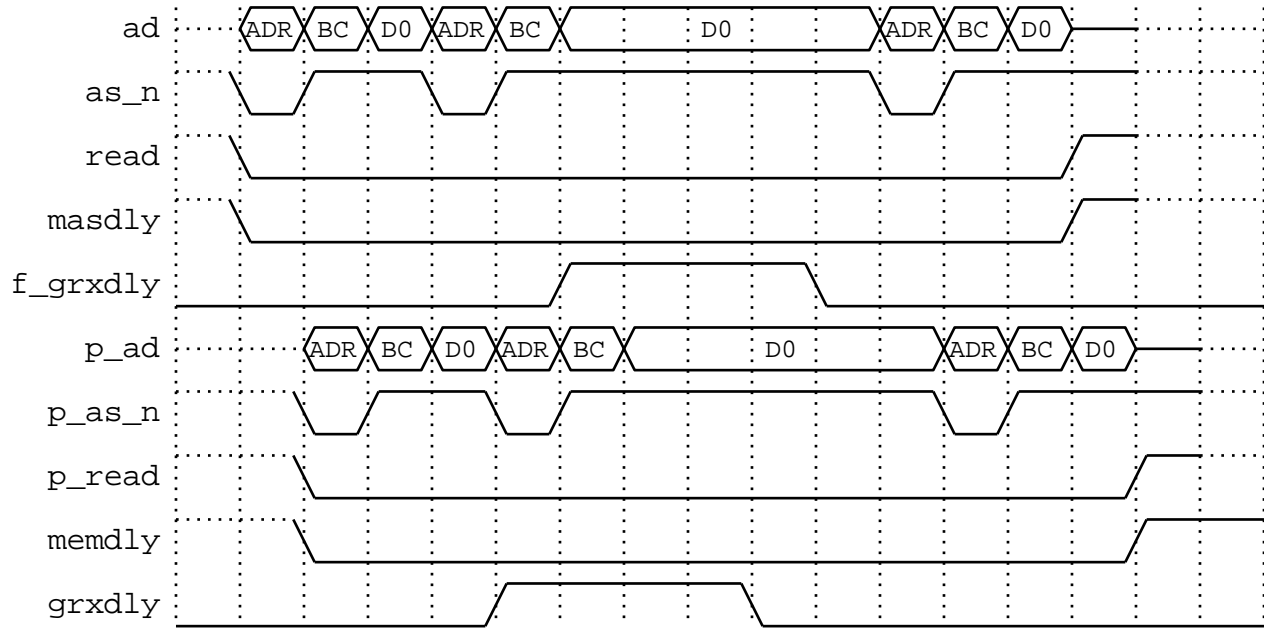 ad ADR BC D0 ADR BC D0 ADR BC D0
as_n
read
masdly
f_grxdly
p_ad ADR BC D0 ADR BC D0 ADR BC D0
p_as_n
p_read
memdly
grxdly